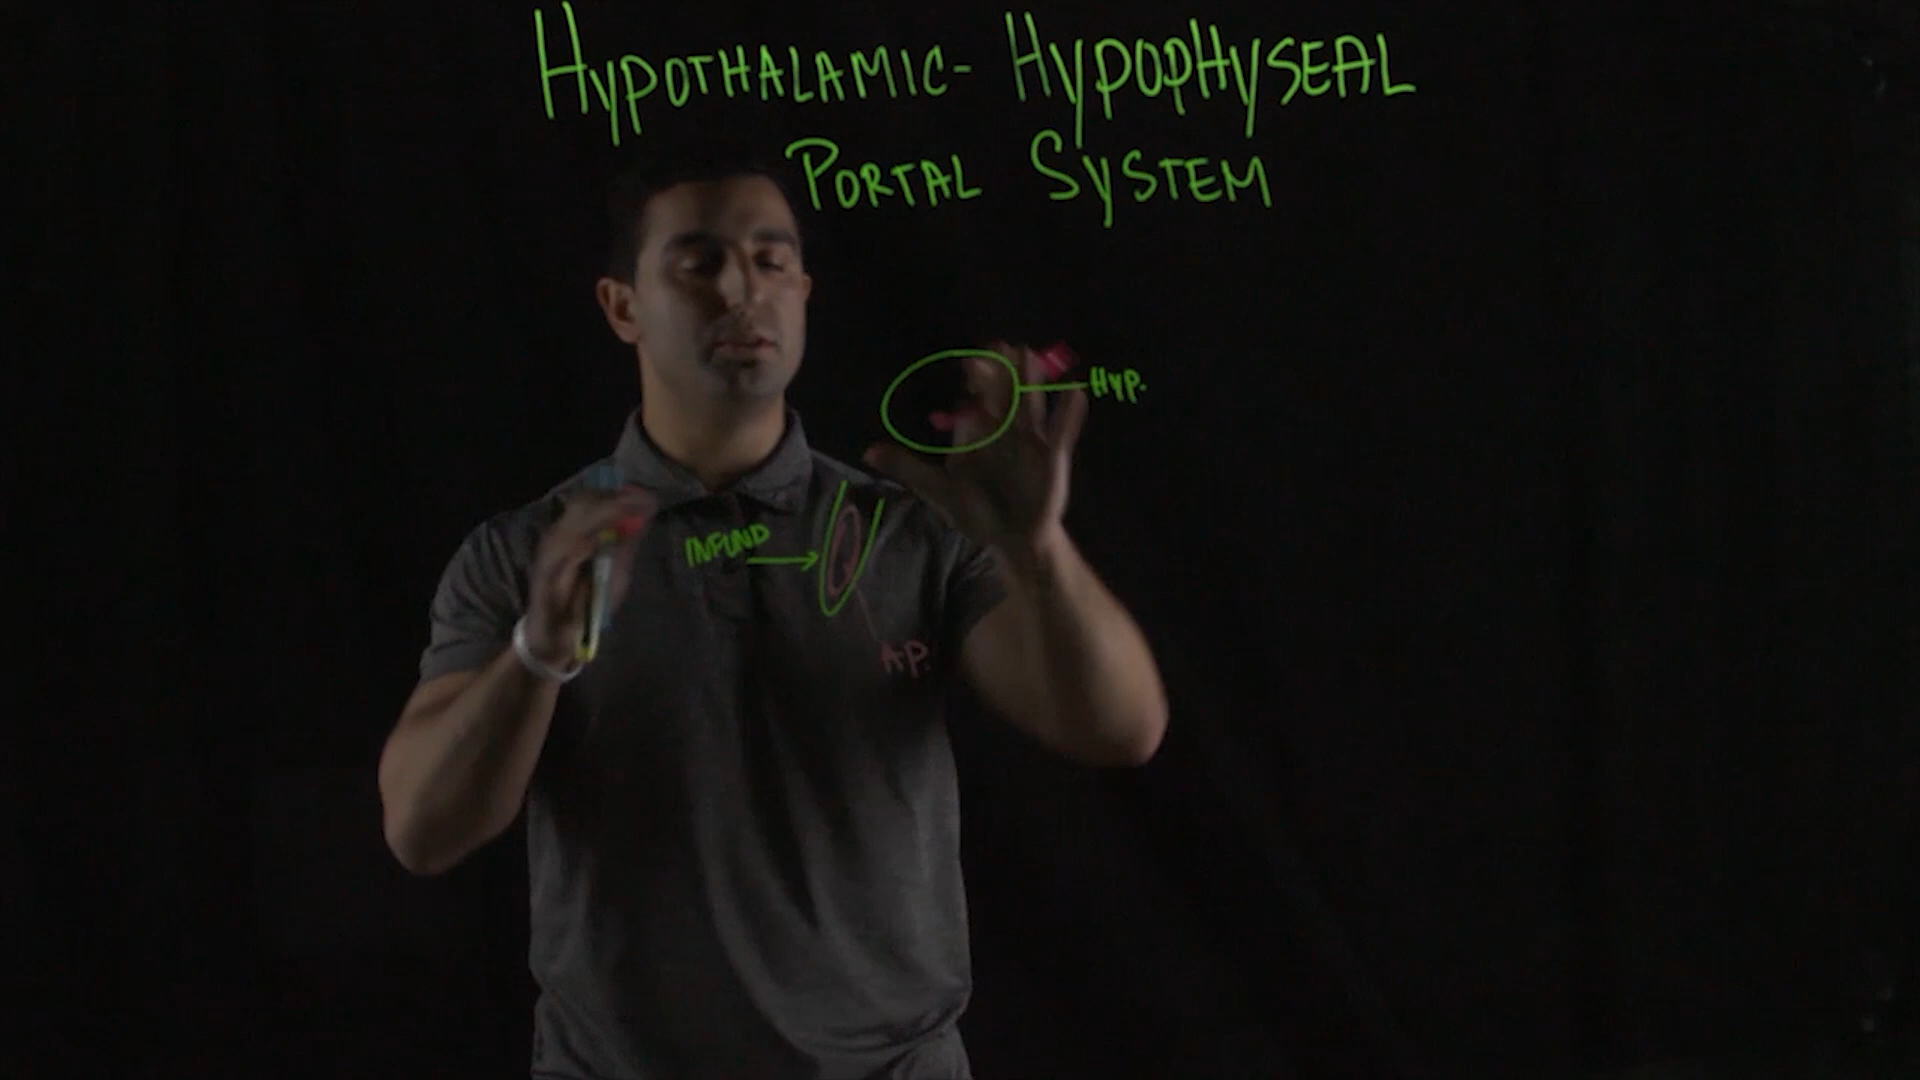 HYPOTHALAMIC- HYPOPHYSEAL
PORTAL SYSTEM
HYP.
INFUND
A.P.